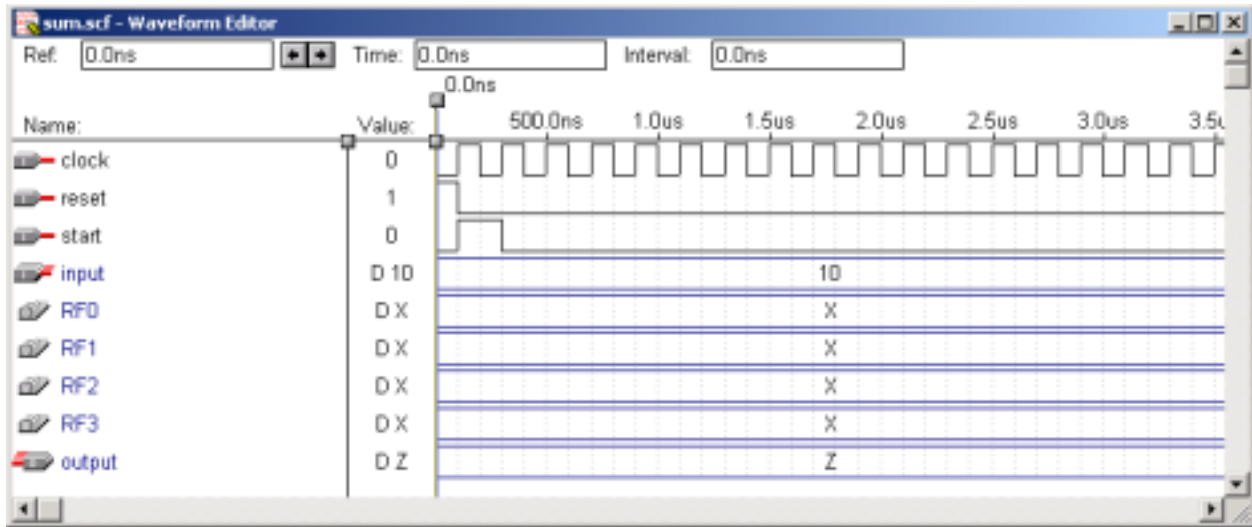 sum.scf - Waveform Editor
Ref: 0.0ns Time: 0.0ns Interval: 0.0ns
0.0ns
Name: Value: 500.0ns 1.0us 1.5us 2.0us 2.5us 3.0us 3.5u
clock 0
reset 1
start 0
input D 10 10
RF0 D X X
RF1 D X X
RF2 D X X
RF3 D X X
output D Z Z